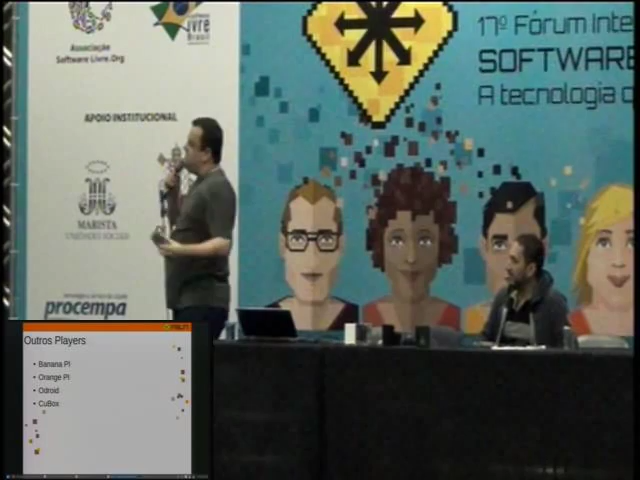 Associação
Software Livre.Org
LIVRE
Brasil
APOIO INSTITUCIONAL
MARISTA
procempa
17º Fórum Inte
SOFTWARE
A tecnologia
Outros Players
• Banana PI
• Orange PI
• Odroid
• CuBox